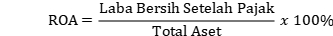 ROA = Laba Bersih Setelah Pajak / Total Aset x 100%